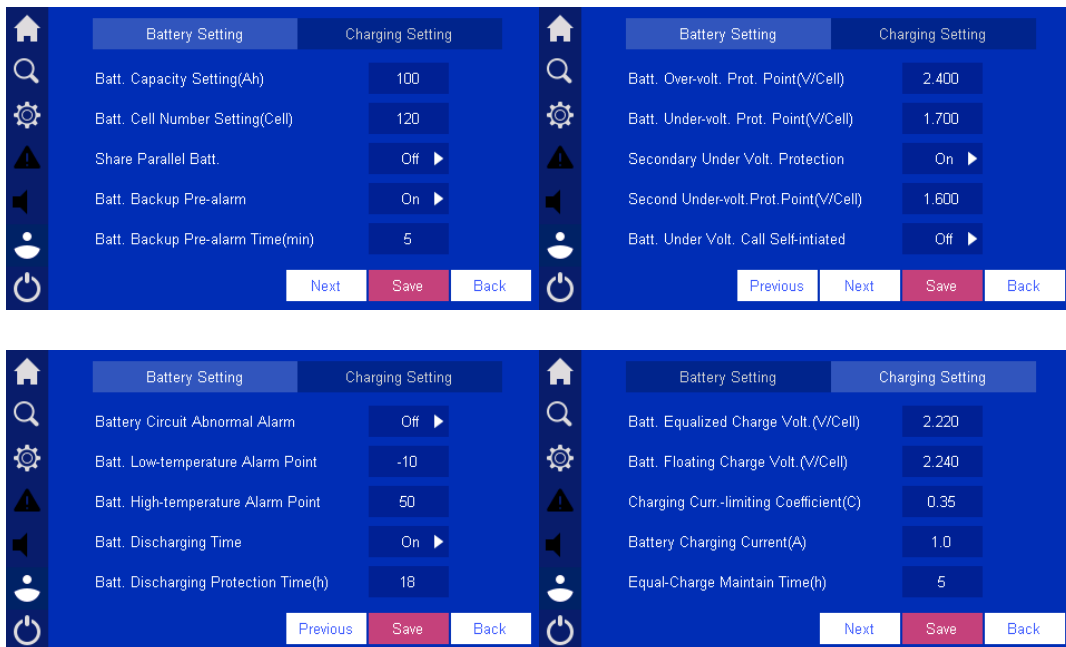 Battery Setting Charging Setting
Batt. Capacity Setting(Ah) 100
Batt. Cell Number Setting(Cell) 120
Share Parallel Batt. Off
Batt. Backup Pre-alarm On
Batt. Backup Pre-alarm Time(min) 5
Next Save Back
Battery Setting Charging Setting
Batt. Over-volt. Prot. Point(V/Cell) 2.400
Batt. Under-volt. Prot. Point(V/Cell) 1.700
Secondary Under Volt. Protection On
Second Under-volt.Prot.Point(V/Cell) 1.600
Batt. Under Volt. Call Self-intiated Off
Previous Next Save Back
Battery Setting Charging Setting
Battery Circuit Abnormal Alarm Off
Batt. Low-temperature Alarm Point -10
Batt. High-temperature Alarm Point 50
Batt. Discharging Time On
Batt. Discharging Protection Time(h) 18
Previous Save Back
Battery Setting Charging Setting
Batt. Equalized Charge Volt.(V/Cell) 2.220
Batt. Floating Charge Volt.(V/Cell) 2.240
Charging Curr.-limiting Coefficient(C) 0.35
Battery Charging Current(A) 1.0
Equal-Charge Maintain Time(h) 5
Next Save Back